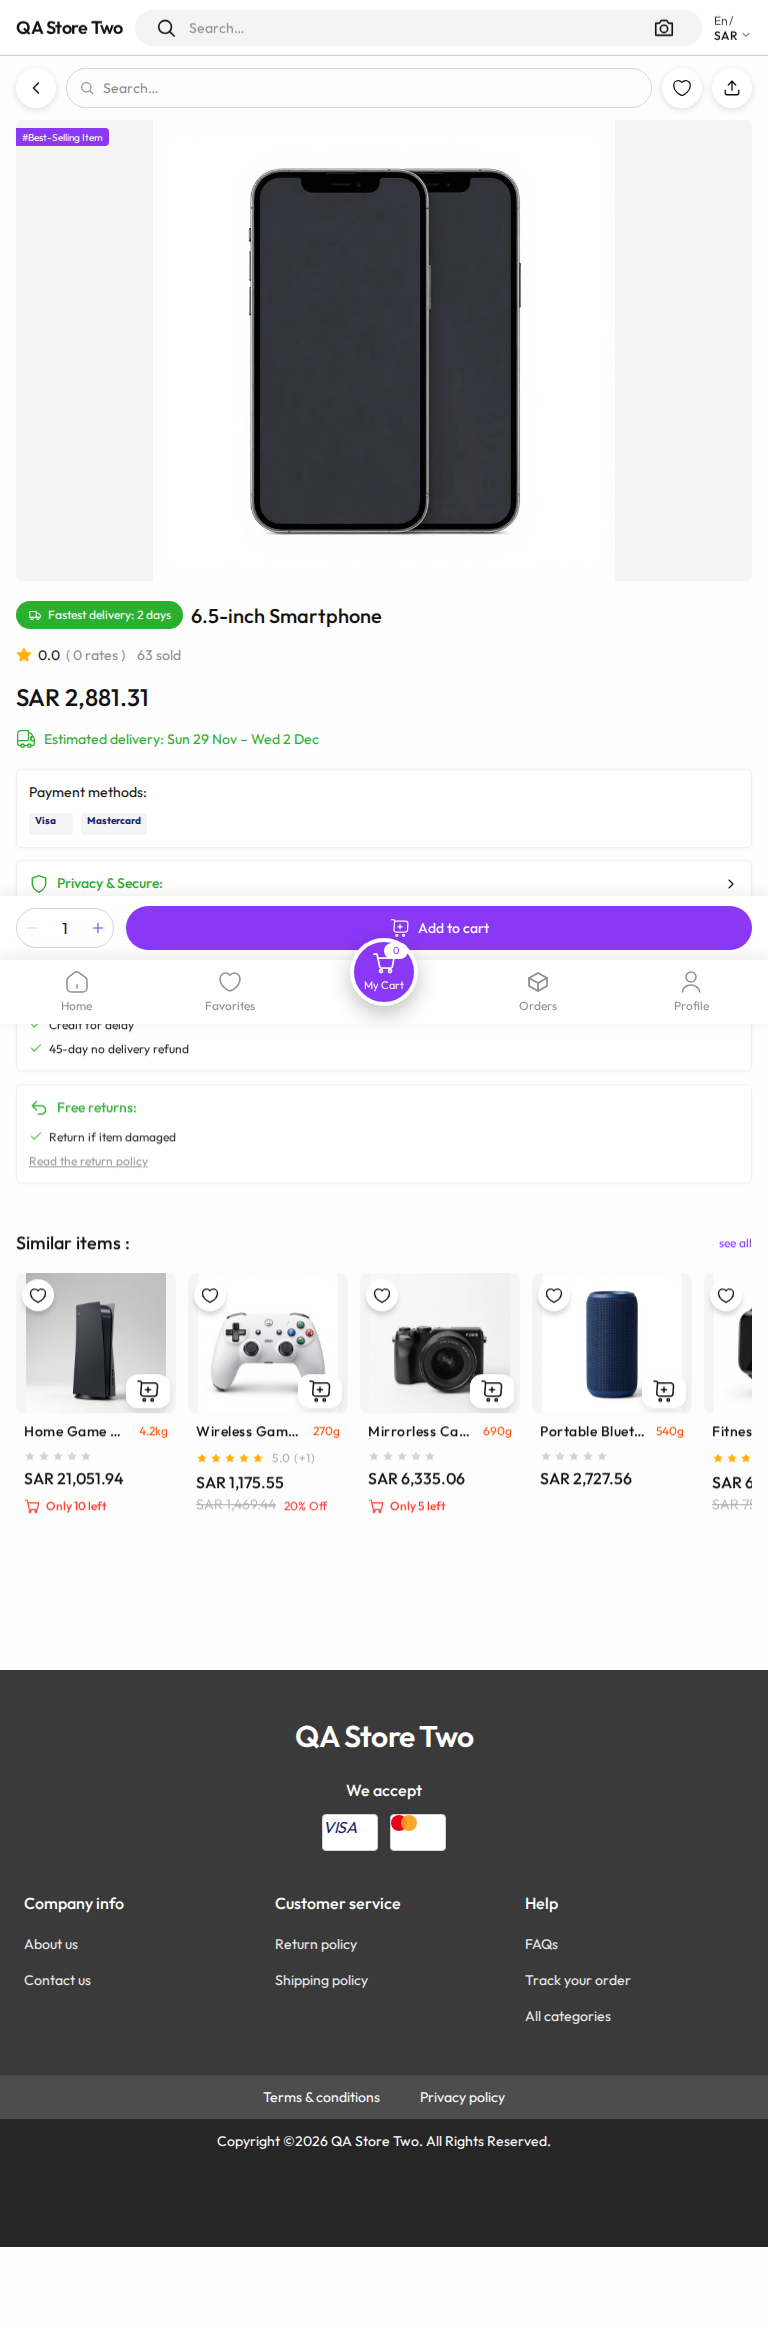 QA Store Two
Search...
En/
SAR
Search...
#Best-Selling Item
Fastest delivery: 2 days
6.5-inch Smartphone
0.0 ( 0 rates ) 63 sold
SAR 2,881.31
Estimated delivery: Sun 29 Nov – Wed 2 Dec
Payment methods:
Visa Mastercard
Privacy & Secure:
1
Add to cart
0
My Cart
Home
Favorites
Orders
Profile
Credit for delay
45-day no delivery refund
Free returns:
Return if item damaged
Read the return policy
Similar items :
see all
Home Game ... 4.2kg
SAR 21,051.94
Only 10 left
Wireless Gam... 270g
5.0 (+1)
SAR 1,175.55
SAR 1,469.44 20% Off
Mirrorless Ca... 690g
SAR 6,335.06
Only 5 left
Portable Bluet... 540g
SAR 2,727.56
Fitnes
SAR 6
SAR 75
QA Store Two
We accept
VISA
Company info
About us
Contact us
Customer service
Return policy
Shipping policy
Help
FAQs
Track your order
All categories
Terms & conditions
Privacy policy
Copyright ©2026 QA Store Two. All Rights Reserved.